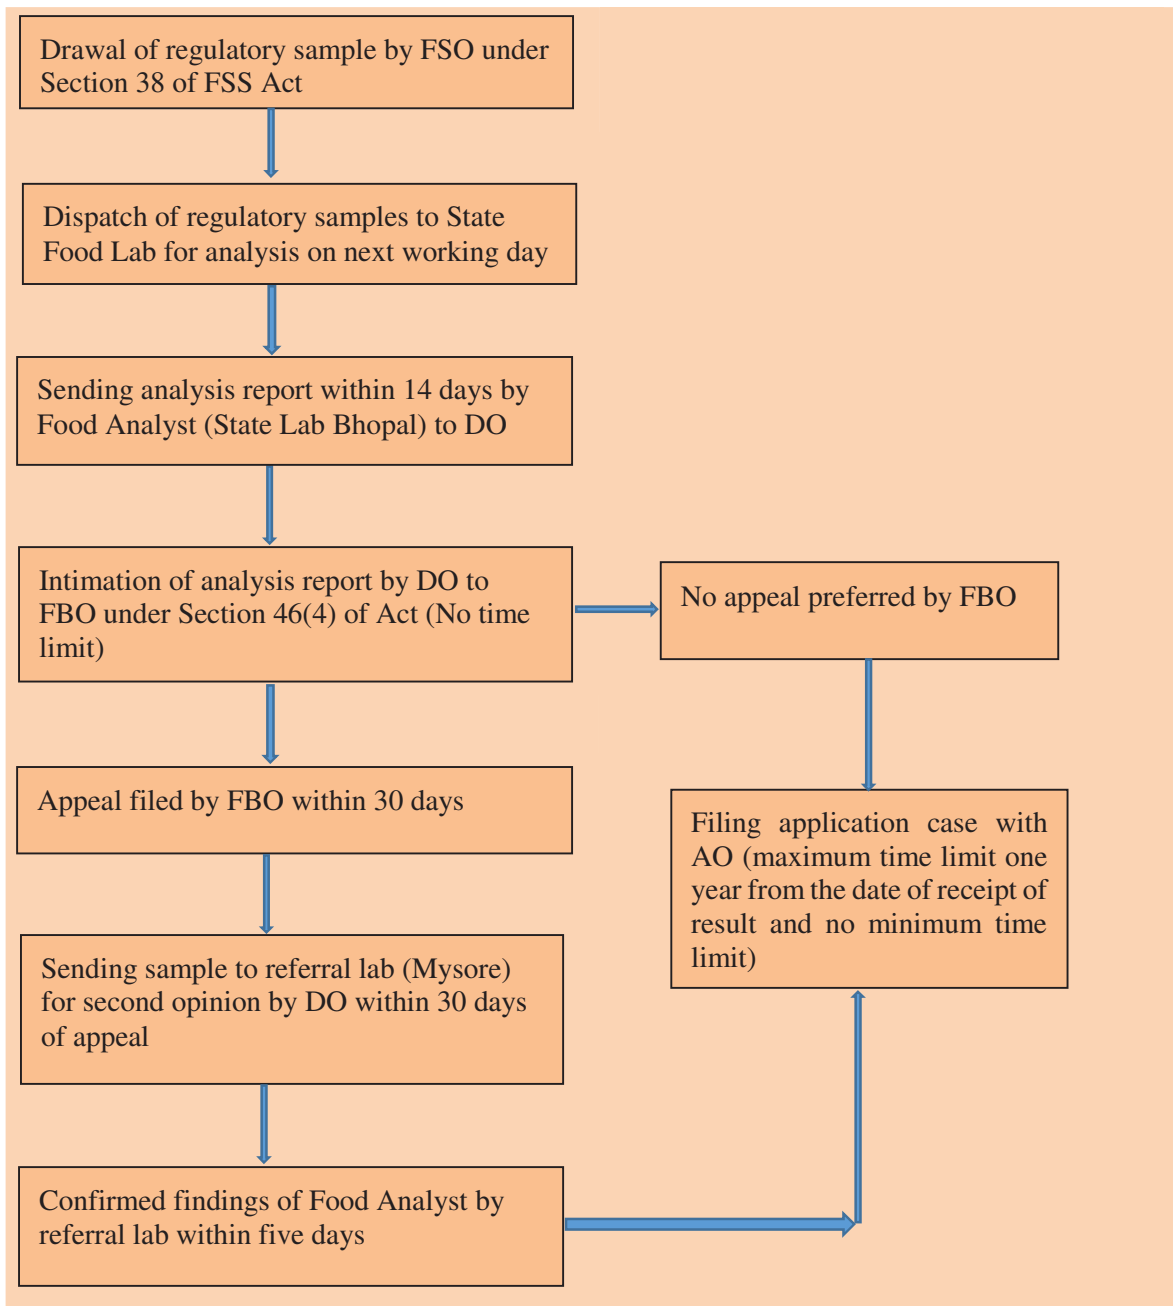 Drawal of regulatory sample by FSO under
Section 38 of FSS Act
Dispatch of regulatory samples to State
Food Lab for analysis on next working day
Sending analysis report within 14 days by
Food Analyst (State Lab Bhopal) to DO
Intimation of analysis report by DO to
FBO under Section 46(4) of Act (No time
limit)
No appeal preferred by FBO
Appeal filed by FBO within 30 days
Filing application case with
AO (maximum time limit one
year from the date of receipt of
result and no minimum time
limit)
Sending sample to referral lab (Mysore)
for second opinion by DO within 30 days
of appeal
Confirmed findings of Food Analyst by
referral lab within five days